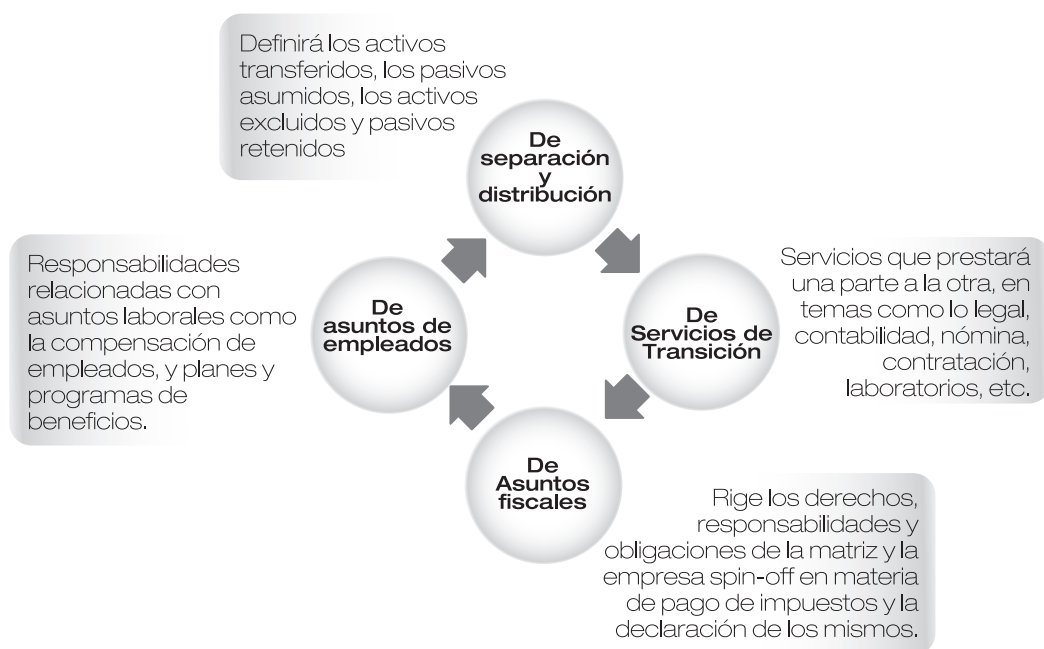 Definirá los activos
transferidos, los pasivos
asumidos, los activos
excluidos y pasivos
retenidos
De
separación
y
distribución
Responsabilidades
relacionadas con
asuntos laborales como
la compensación de
empleados, y planes y
programas de
beneficios.
De
asuntos de
empleados
De
Servicios de
Transición
Servicios que prestará
una parte a la otra, en
temas como lo legal,
contabilidad, nómina,
contratación,
laboratorios, etc.
De
Asuntos
fiscales
Rige los derechos,
responsabilidades y
obligaciones de la matriz y la
empresa spin-off en materia
de pago de impuestos y la
declaración de los mismos.